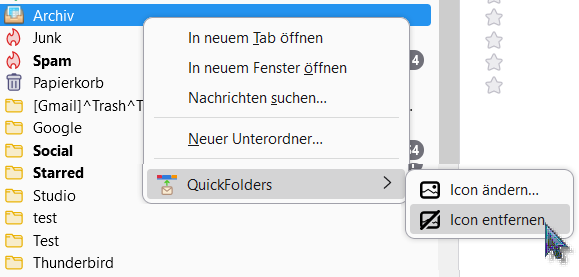 Archiv
Junk
Spam
Papierkorb
[Gmail]^Trash^T
Google
Social
Starred
Studio
test
Test
Thunderbird
In neuem Tab öffnen
In neuem Fenster öffnen
Nachrichten suchen...
Neuer Unterordner...
QuickFolders
Icon ändern...
Icon entfernen